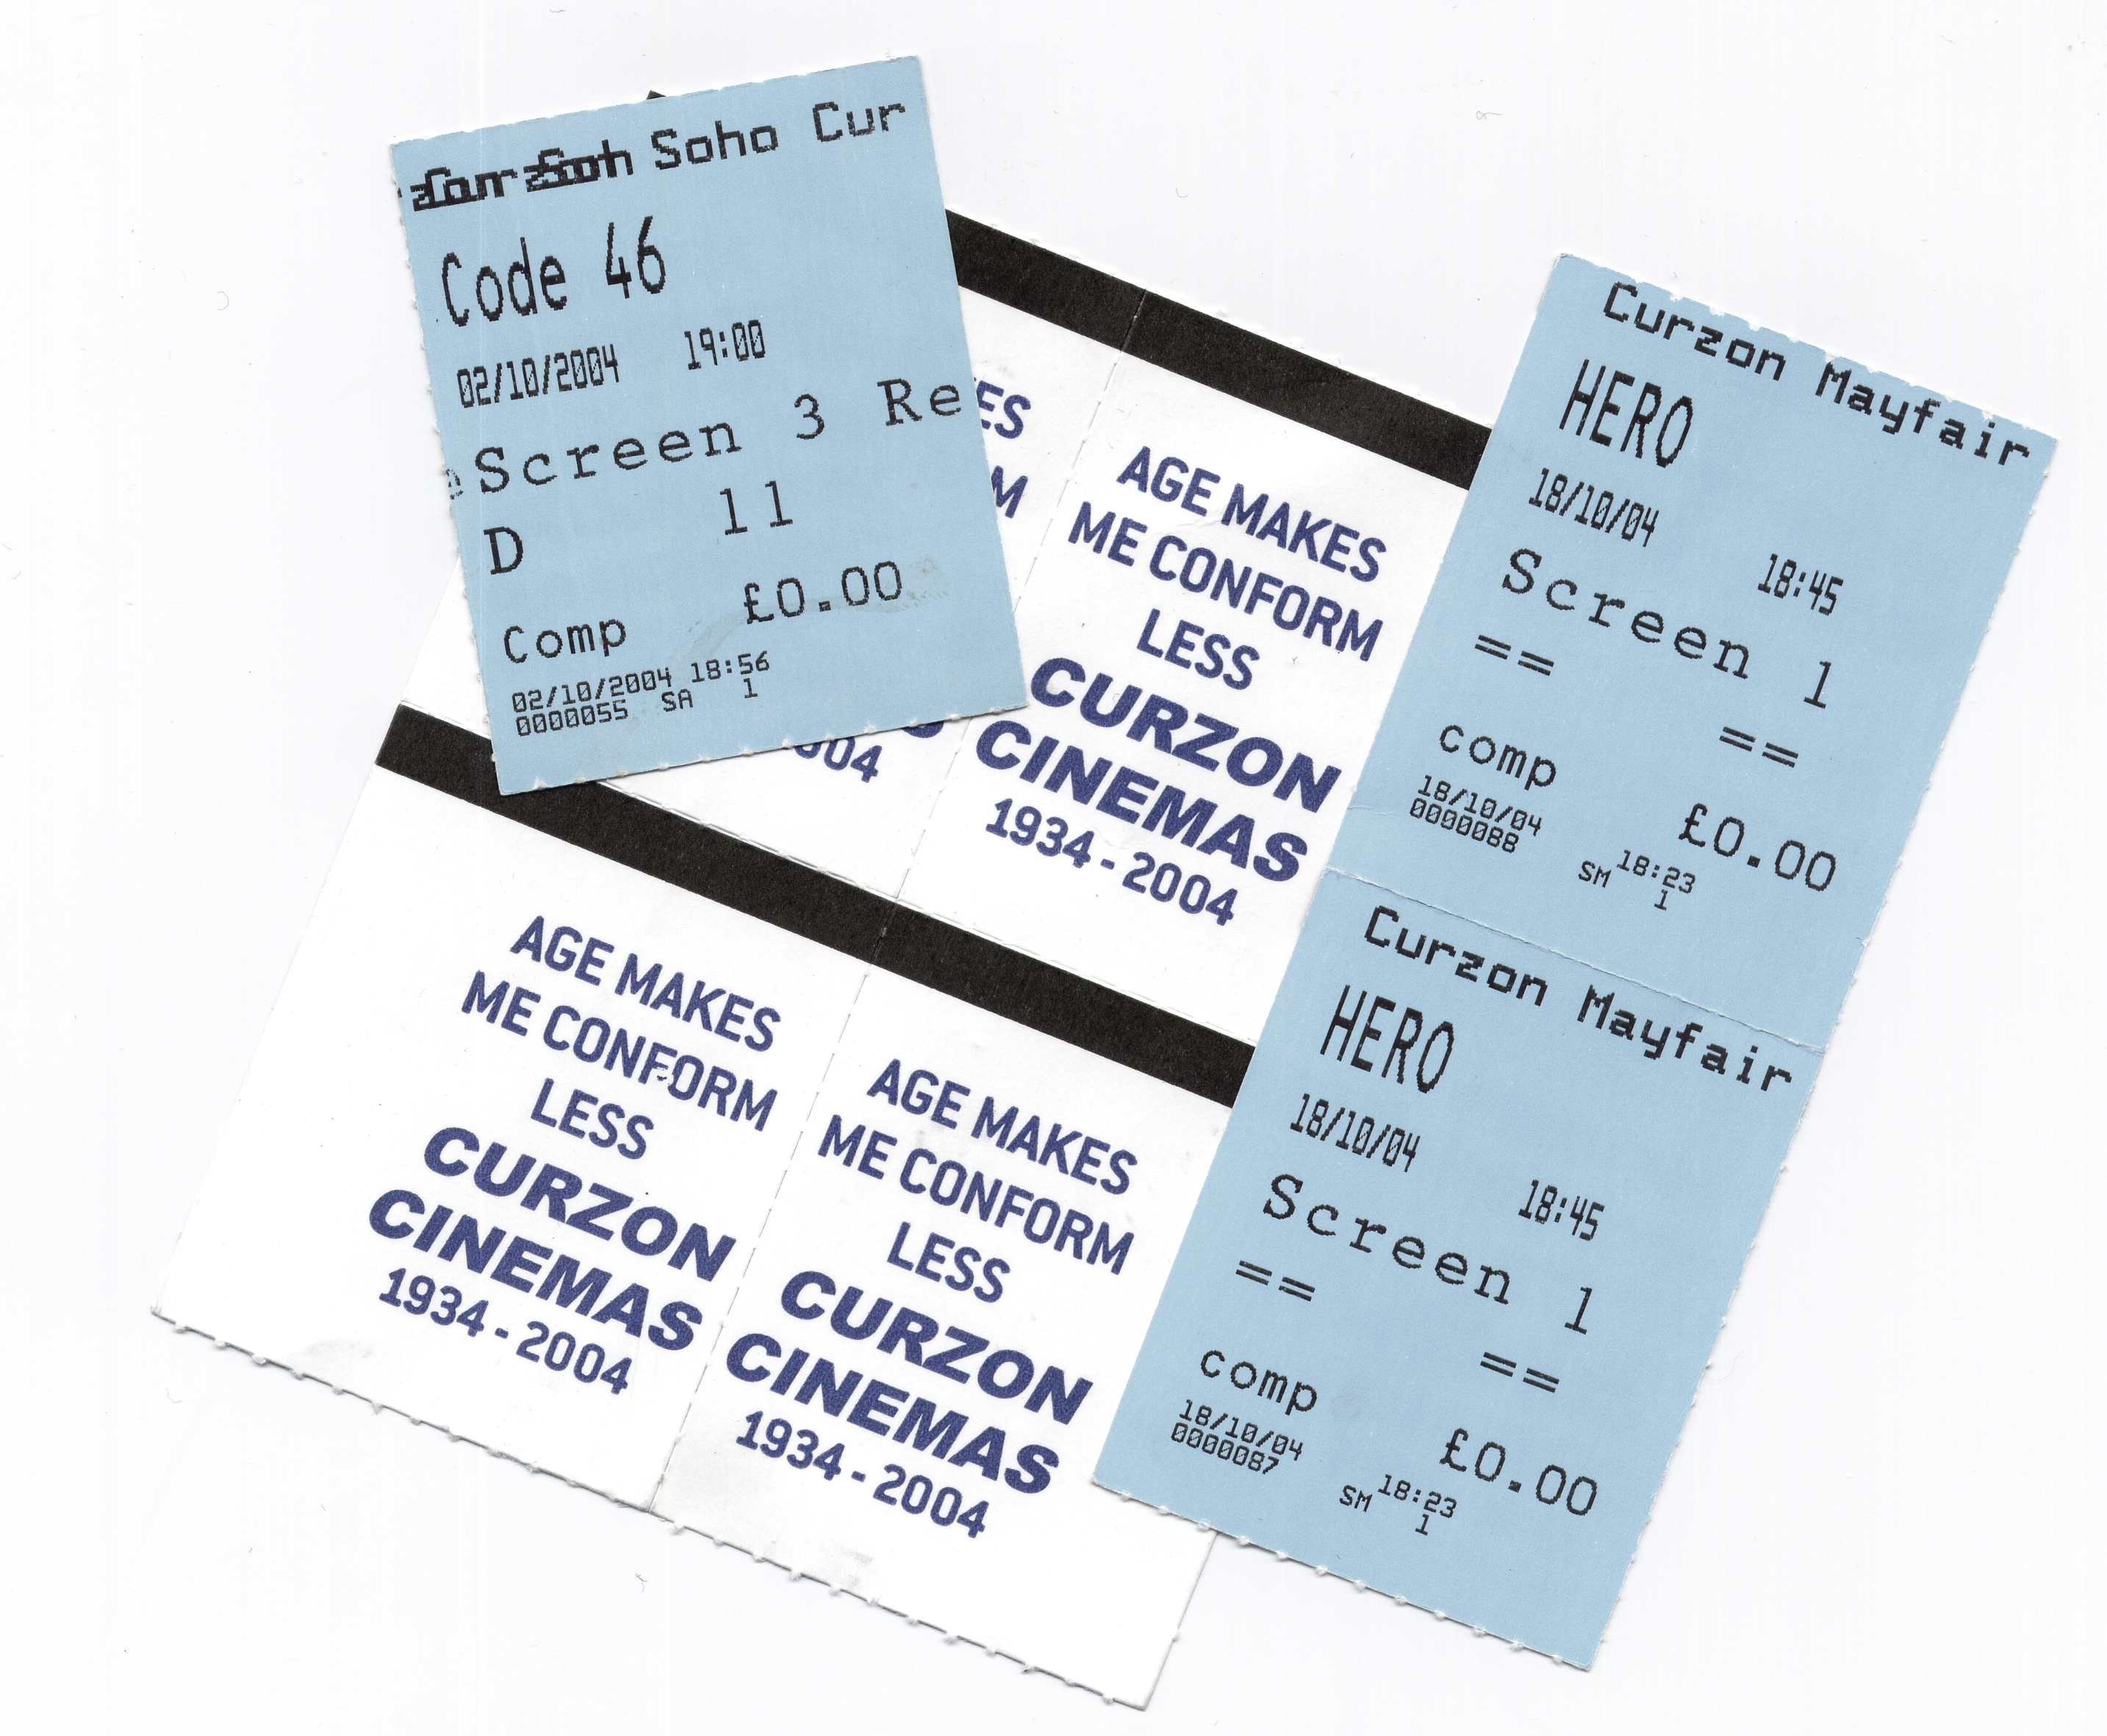 Soho Cur
Code 46
02/10/2004 19:00
Screen 3 Re
D 11
Comp £0.00
02/10/2004 18:56
0000055 SA 1
ES
M
2004
AGE MAKES
ME CONFORM
LESS
CURZON
CINEMAS
1934 - 2004
AGE MAKES
ME CONFORM
LESS
CURZON
CINEMAS
1934 - 2004
AGE MAKES
ME CONFORM
LESS
CURZON
CINEMAS
1934 - 2004
Curzon Mayfair
HERO
18/10/04 18:45
Screen 1
== ==
comp £0.00
18/10/04 18:23
0000088 SM 1
Curzon Mayfair
HERO
18/10/04 18:45
Screen 1
== ==
comp £0.00
18/10/04 18:23
0000087 SM 1